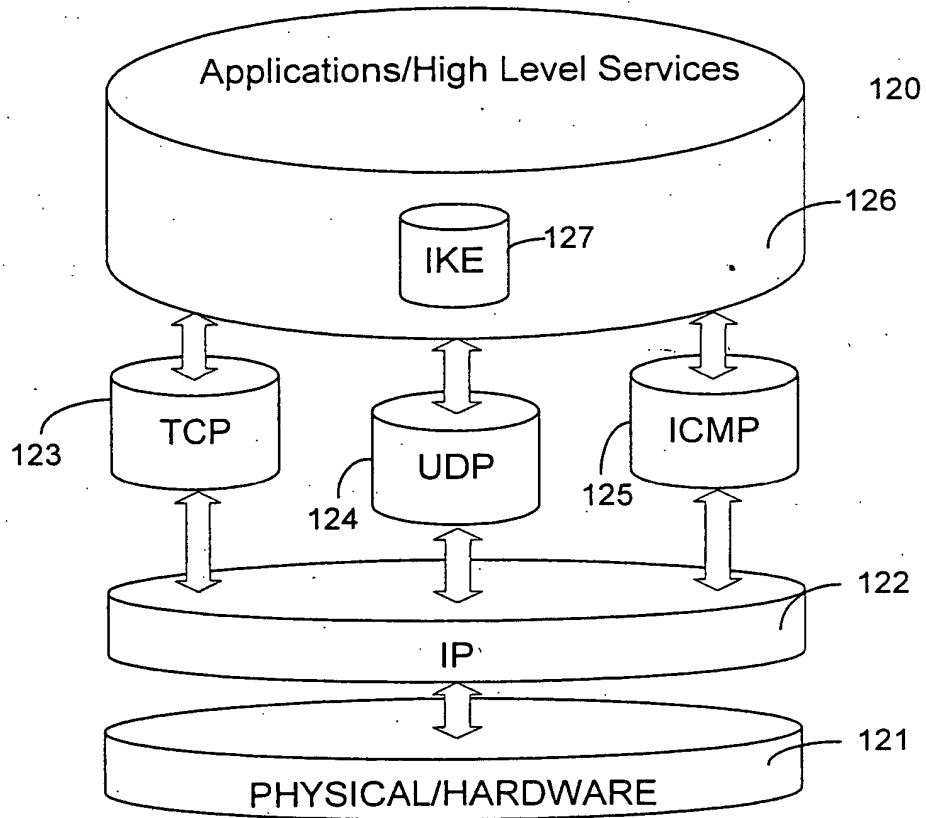 Applications/High Level Services
120
126
IKE
127
TCP
123
UDP
124
ICMP
125
122
IP
121
PHYSICAL/HARDWARE